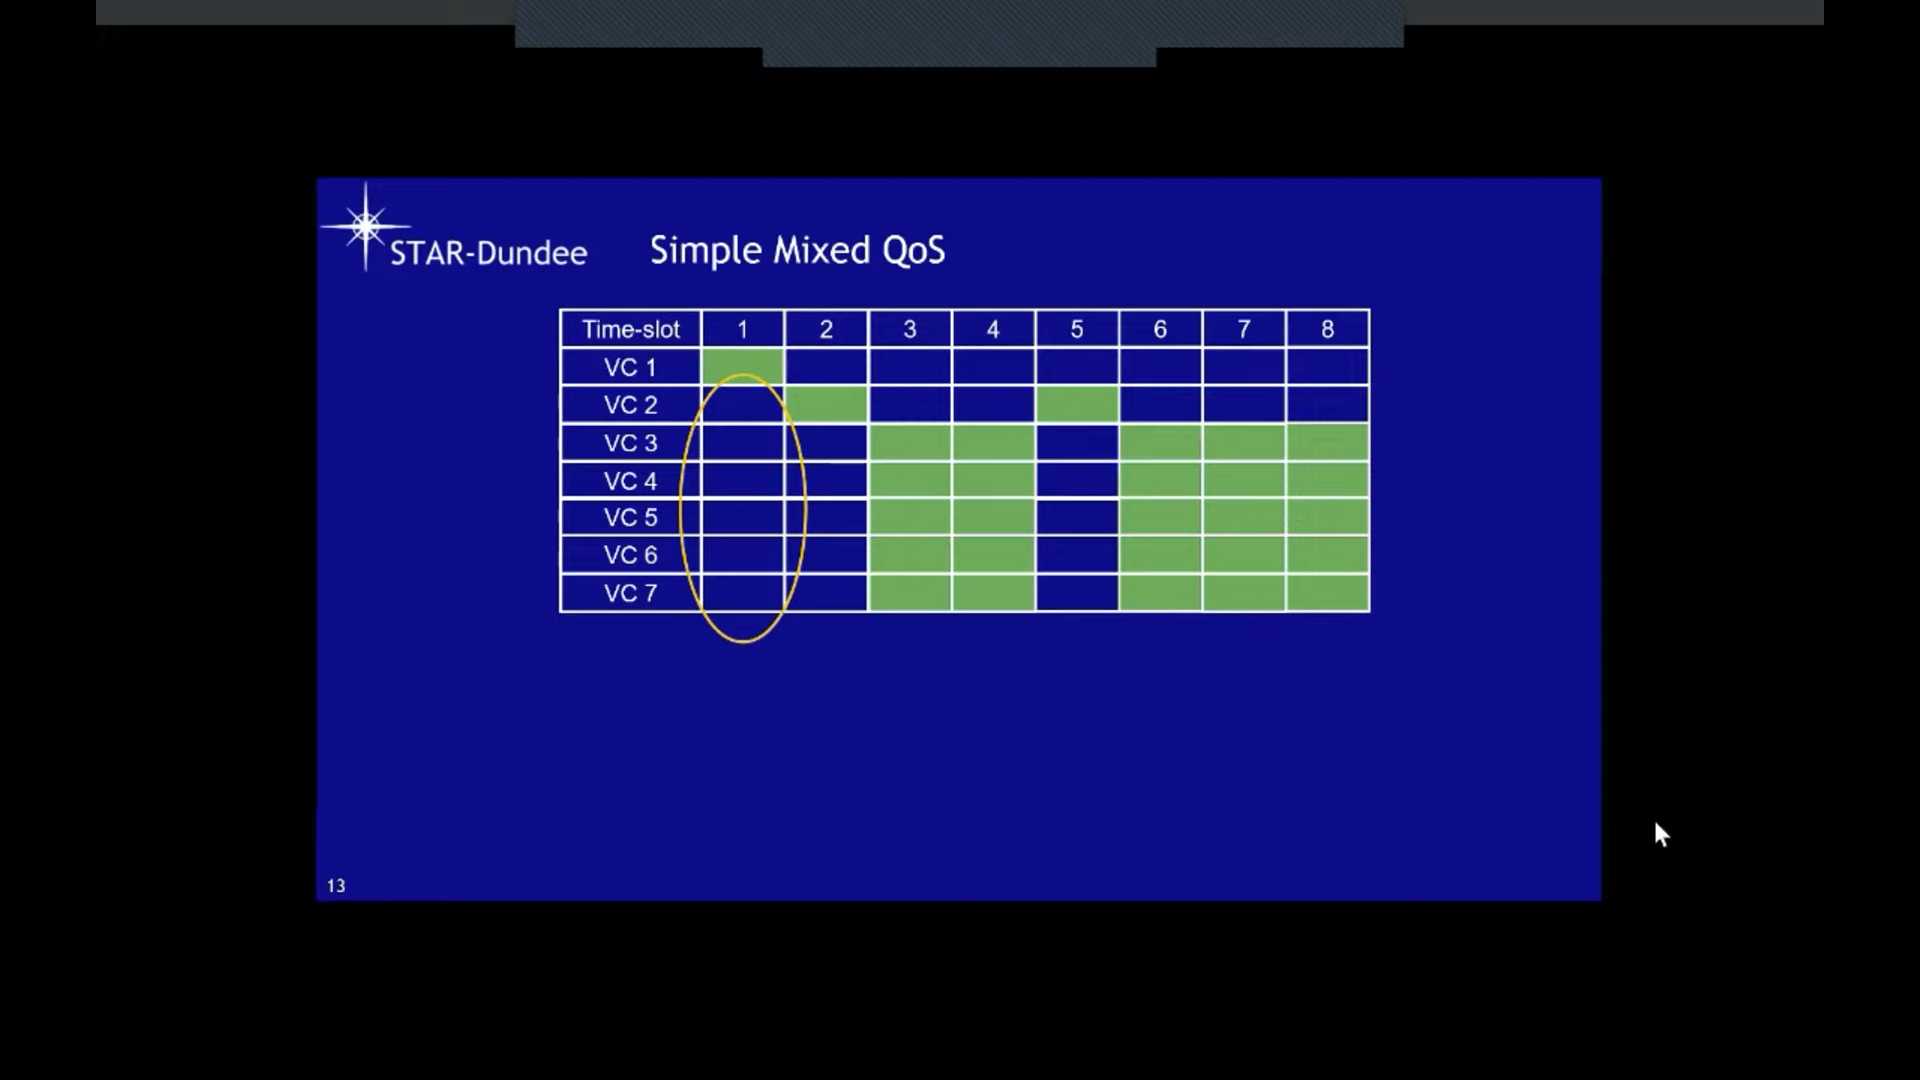 STAR-Dundee
Simple Mixed QoS
Time-slot 1 2 3 4 5 6 7 8
VC 1
VC 2
VC 3
VC 4
VC 5
VC 6
VC 7
13